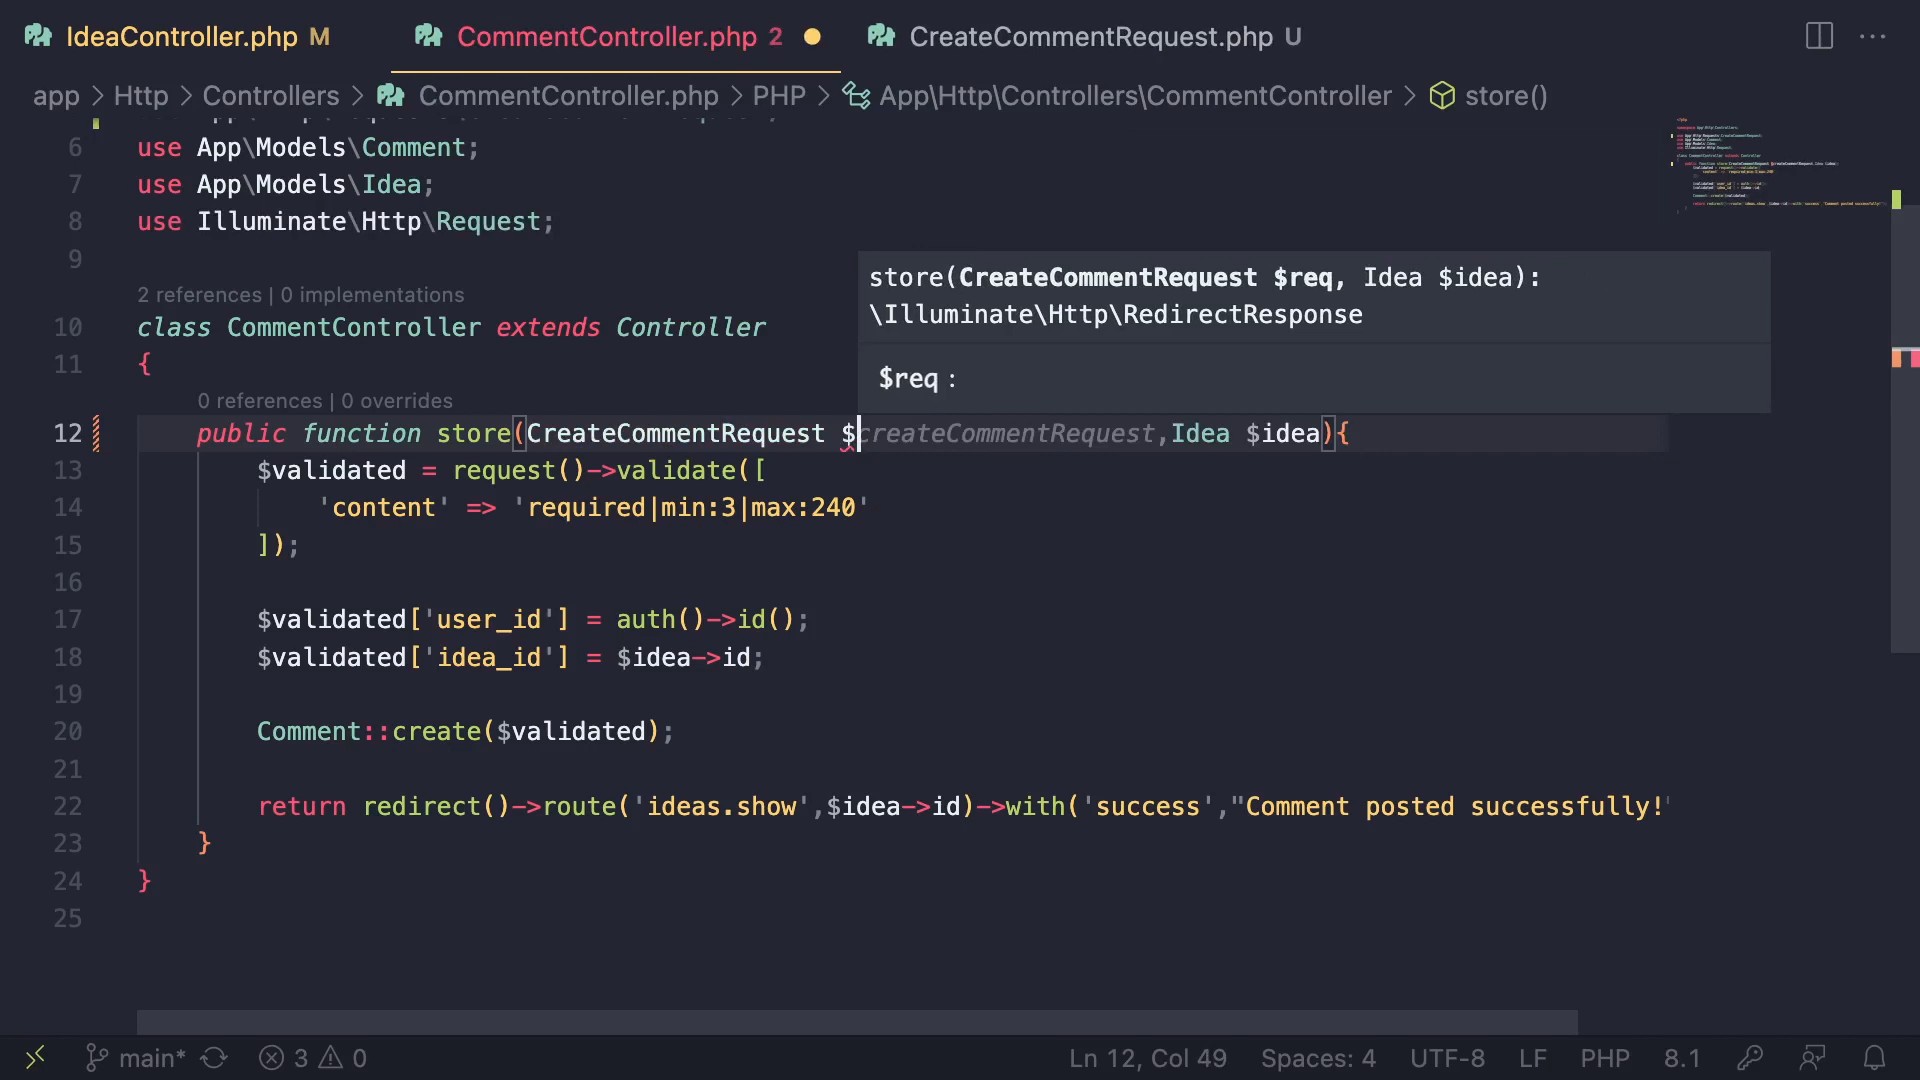 IdeaController.php M
CommentController.php 2
CreateCommentRequest.php U
app > Http > Controllers > CommentController.php > PHP > App\Http\Controllers\CommentController > store()
6 use App\Models\Comment;
7 use App\Models\Idea;
8 use Illuminate\Http\Request;
9
store(CreateCommentRequest $req, Idea $idea):
\Illuminate\Http\RedirectResponse
$req :
2 references | 0 implementations
10 class CommentController extends Controller
11 {
0 references | 0 overrides
12 public function store(CreateCommentRequest $createCommentRequest,Idea $idea){
13 $validated = request()->validate([
14 'content' => 'required|min:3|max:240'
15 ]);
16
17 $validated['user_id'] = auth()->id();
18 $validated['idea_id'] = $idea->id;
19
20 Comment::create($validated);
21
22 return redirect()->route('ideas.show',$idea->id)->with('success',"Comment posted successfully!
23 }
24 }
25
main* 3 0 Ln 12, Col 49 Spaces: 4 UTF-8 LF PHP 8.1